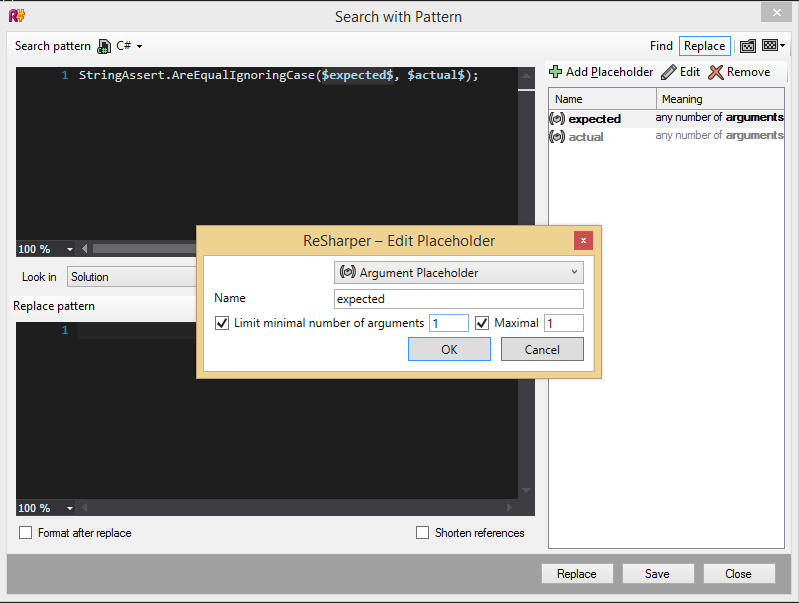 R#
Search with Pattern
Search pattern C# Find Replace
1 StringAssert.AreEqualIgnoringCase($expected$, $actual$);
Add Placeholder Edit Remove
Name Meaning
expected any number of arguments
actual any number of arguments
100 %
Look in Solution
Replace pattern
1
ReSharper – Edit Placeholder
Argument Placeholder
Name expected
Limit minimal number of arguments 1 Maximal 1
OK Cancel
100 %
Format after replace Shorten references
Replace Save Close